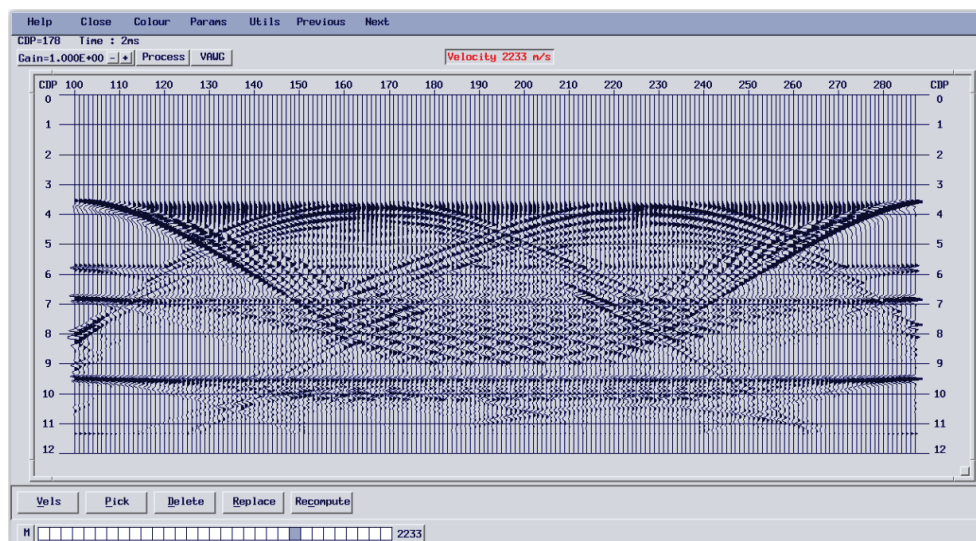 Help Close Colour Params Utils Previous Next
CDP=178 Time : 2ms
Gain=1.000E+00 - + Process VAWG Velocity 2233 m/s
CDP 100 110 120 130 140 150 160 170 180 190 200 210 220 230 240 250 260 270 280 CDP
0 0
1 1
2 2
3 3
4 4
5 5
6 6
7 7
8 8
9 9
10 10
11 11
12 12
Vels Pick Delete Replace Recompute
M 2233